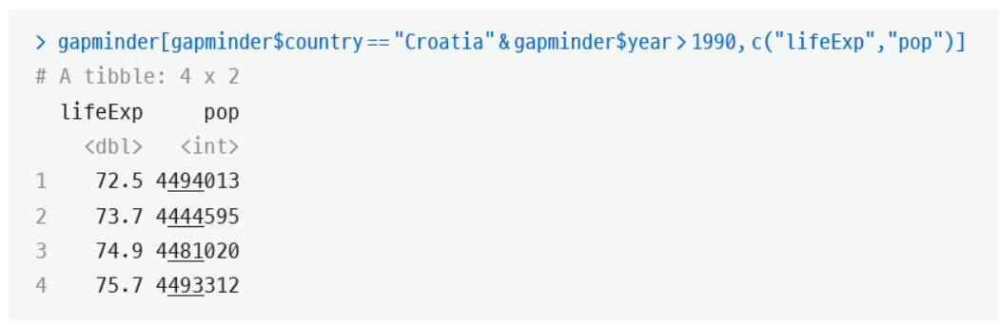 > gapminder[gapminder$country=="Croatia"&gapminder$year>1990,c("lifeExp","pop")]
# A tibble: 4 x 2
lifeExp pop
<dbl> <int>
1 72.5 4494013
2 73.7 4444595
3 74.9 4481020
4 75.7 4493312